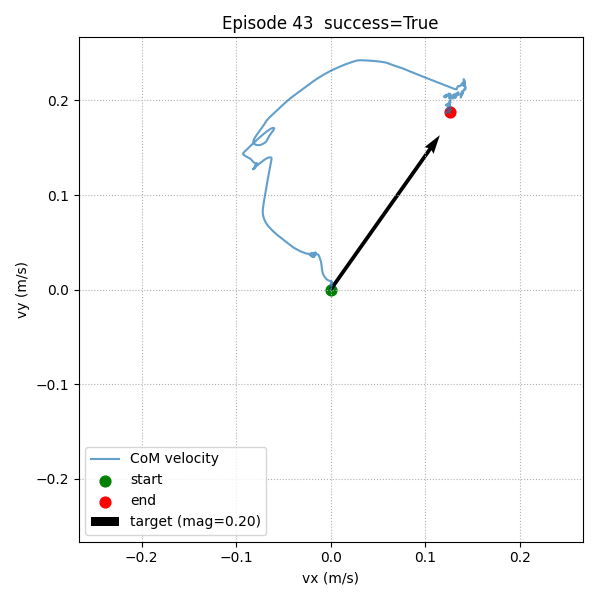 Episode 43  success=True
vy (m/s)
0.2
0.1
0.0
−0.1
−0.2
CoM velocity
start
end
target (mag=0.20)
−0.2 −0.1 0.0 0.1 0.2
vx (m/s)